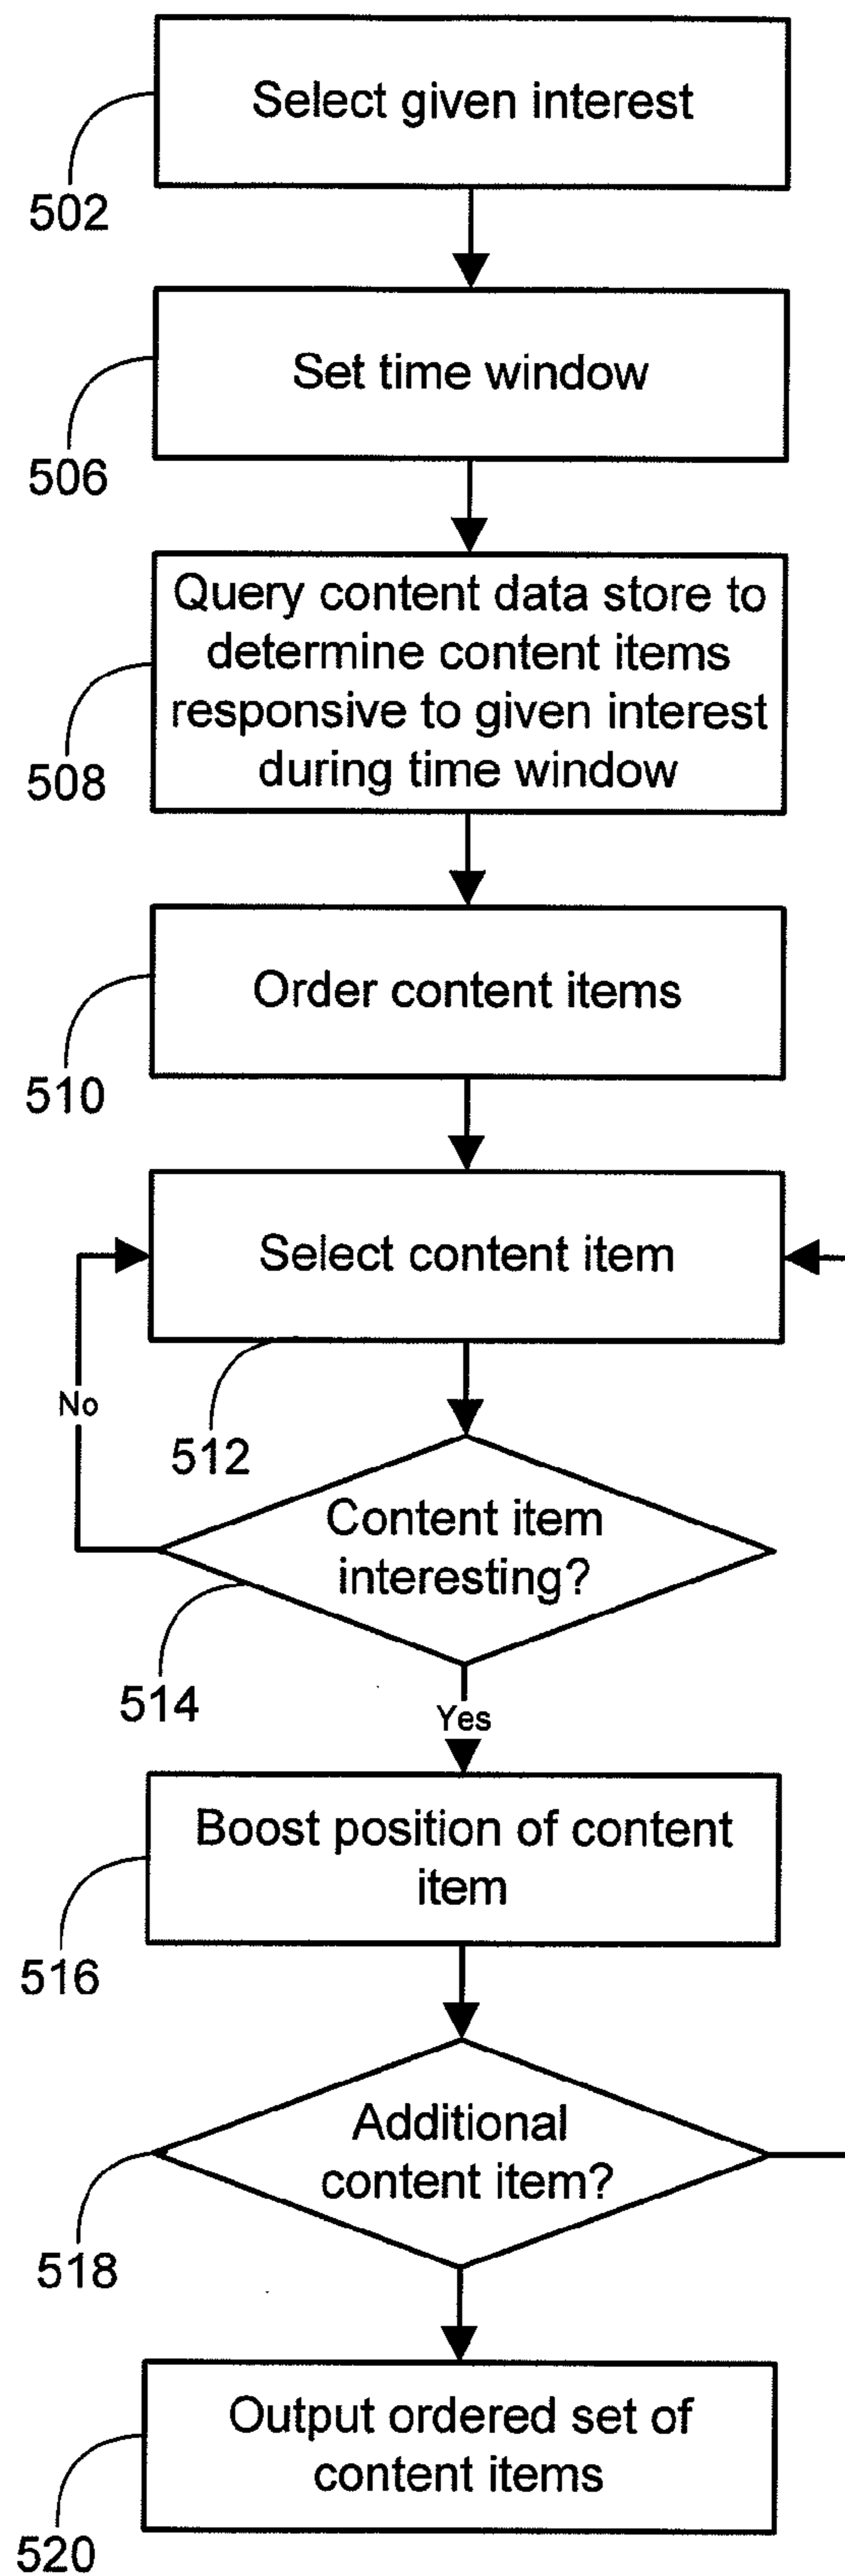 Select given interest
502
Set time window
506
Query content data store to
determine content items
responsive to given interest
during time window
508
Order content items
510
Select content item
No
512
Content item
interesting?
514
Yes
Boost position of content
item
516
Additional
content item?
518
Output ordered set of
content items
520